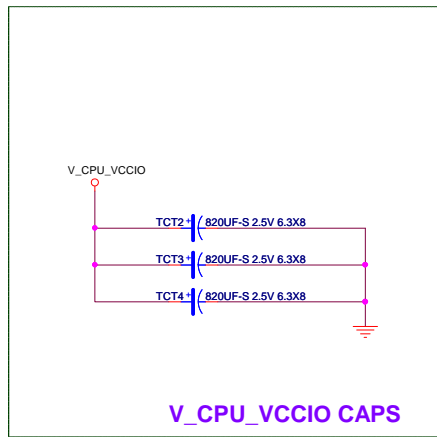 V_CPU_VCCIO
TCT2 + 820UF-S 2.5V 6.3X8
TCT3 + 820UF-S 2.5V 6.3X8
TCT4 + 820UF-S 2.5V 6.3X8
V_CPU_VCCIO CAPS